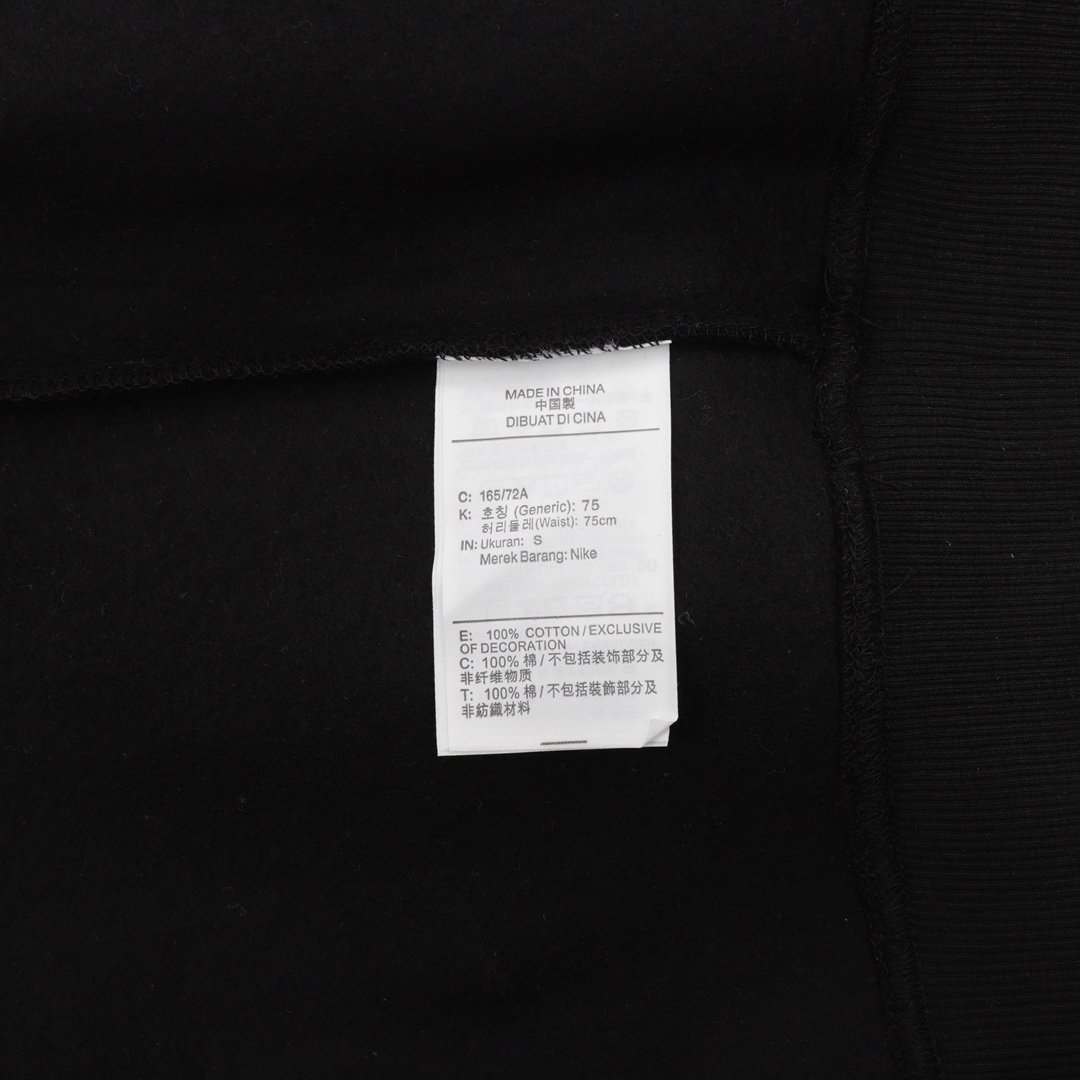 MADE IN CHINA
中国製
DIBUAT DI CINA
C: 165/72A
K: 호칭 (Generic): 75
허리둘레(Waist): 75cm
IN: Ukuran: S
Merek Barang: Nike
E: 100% COTTON/EXCLUSIVE
OF DECORATION
C: 100% 棉/不包括装饰部分及
非纤维物质
T: 100% 棉/不包括裝飾部分及
非紡織材料